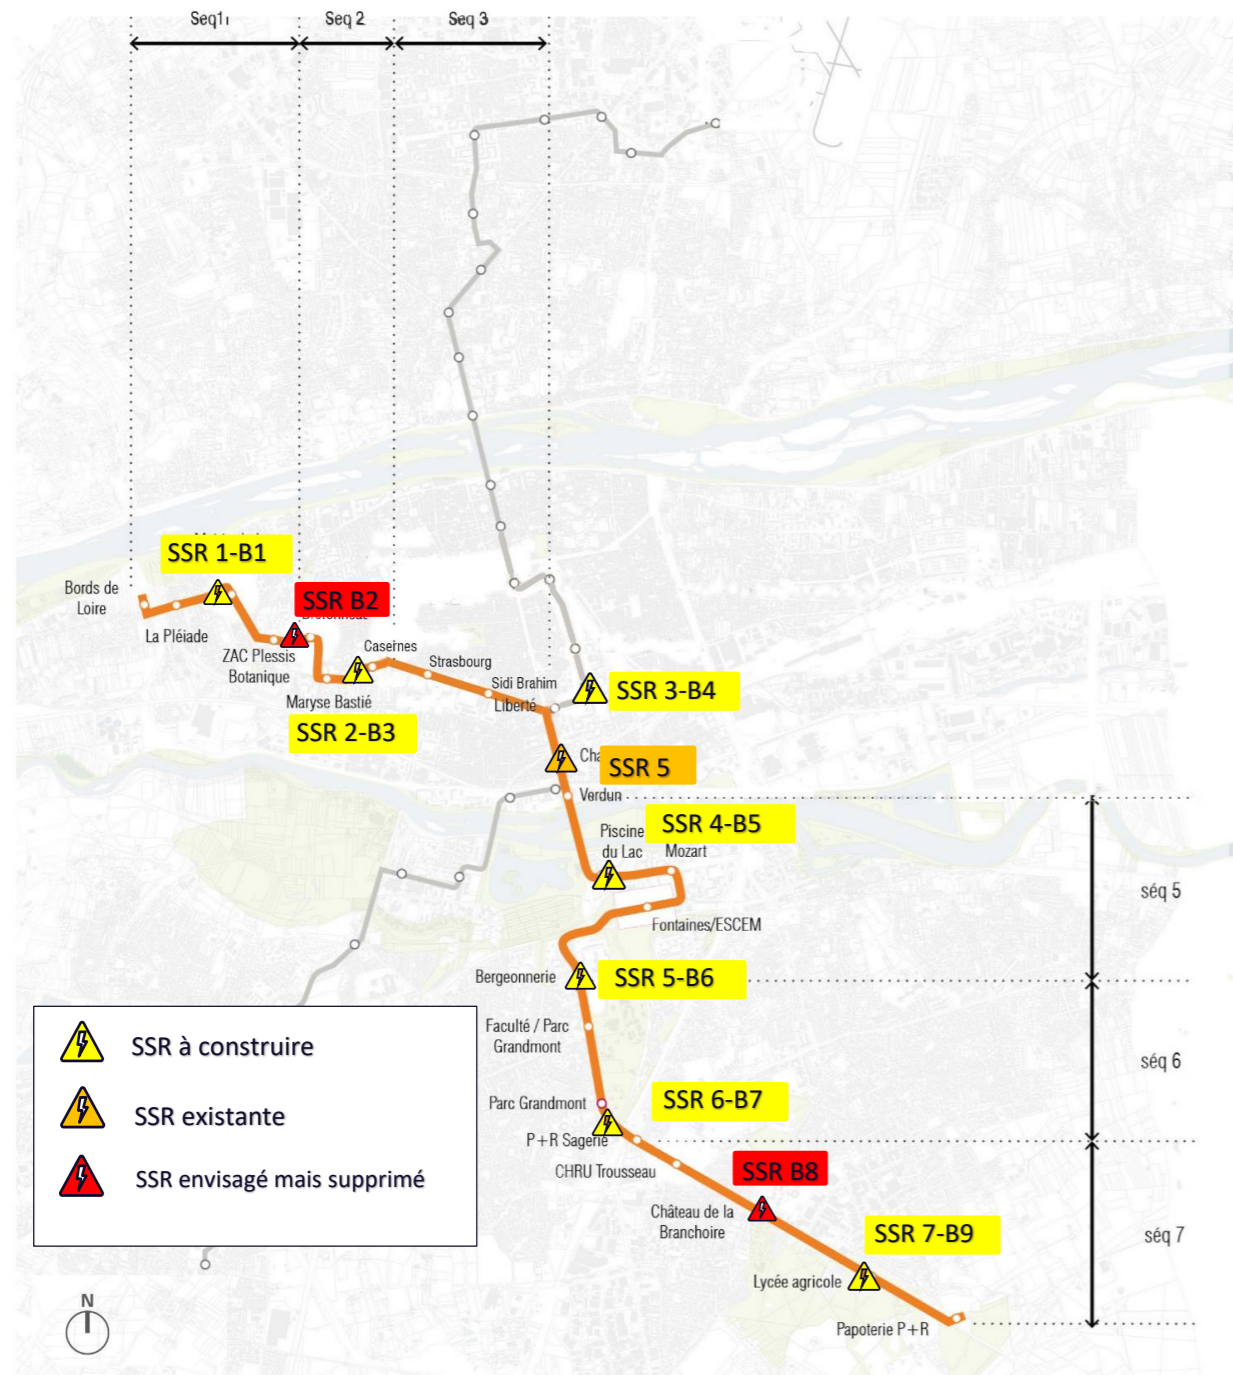 Seq1
Seq 2
Seq 3
SSR 1-B1
Bords de
Loire
La Pléiade
SSR B2
ZAC Plessis
Botanique
Casernes
Maryse Bastié
SSR 2-B3
Strasbourg
Sidi Brahim
Liberté
SSR 3-B4
SSR 5
Verdun
SSR 4-B5
Piscine
du Lac
Mozart
séq 5
Fontaines/ESCEM
Bergeonnerie
SSR 5-B6
Faculté / Parc
Grandmont
séq 6
Parc Grandmont
SSR 6-B7
P+R Sagerie
CHRU Trousseau
SSR B8
Château de la
Branchoire
SSR 7-B9
séq 7
Lycée agricole
Papoterie P+R
SSR à construire
SSR existante
SSR envisagé mais supprimé
N